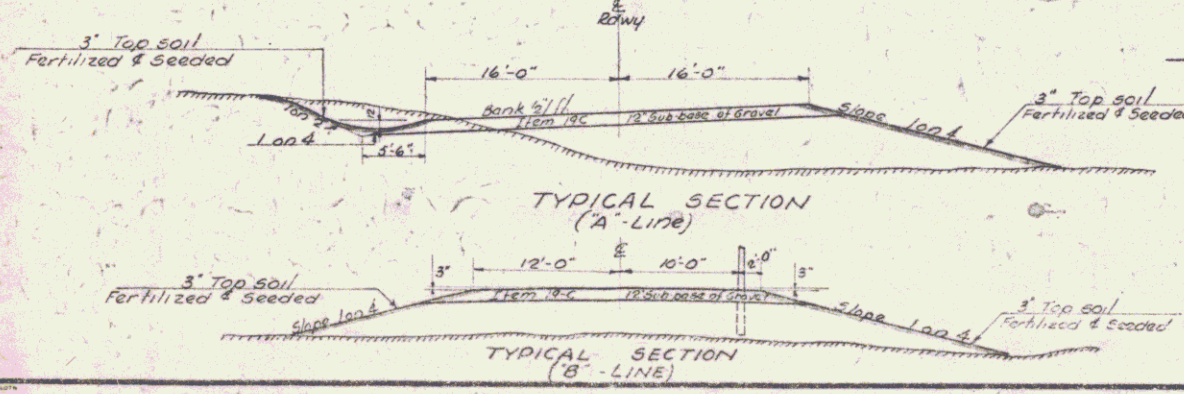 ℄
Rdwy
3" Top soil
Fertilized & Seeded
16'-0" 16'-0"
Bank ½"/1'
Item 19C 12" Sub-base of Gravel
Slope 1 on 4
3" Top soil
Fertilized & Seeded
1 on 2
1 on 4
5'-6"
TYPICAL SECTION
("A"-Line)
℄
12'-0" 10'-0" 2'-0"
3" 3"
3" Top soil
Fertilized & Seeded
Item 19-C 12" Sub base of Gravel
Slope 1 on 4
Slope 1 on 4
3" Top soil
Fertilized & Seeded
TYPICAL SECTION
("B"-LINE)